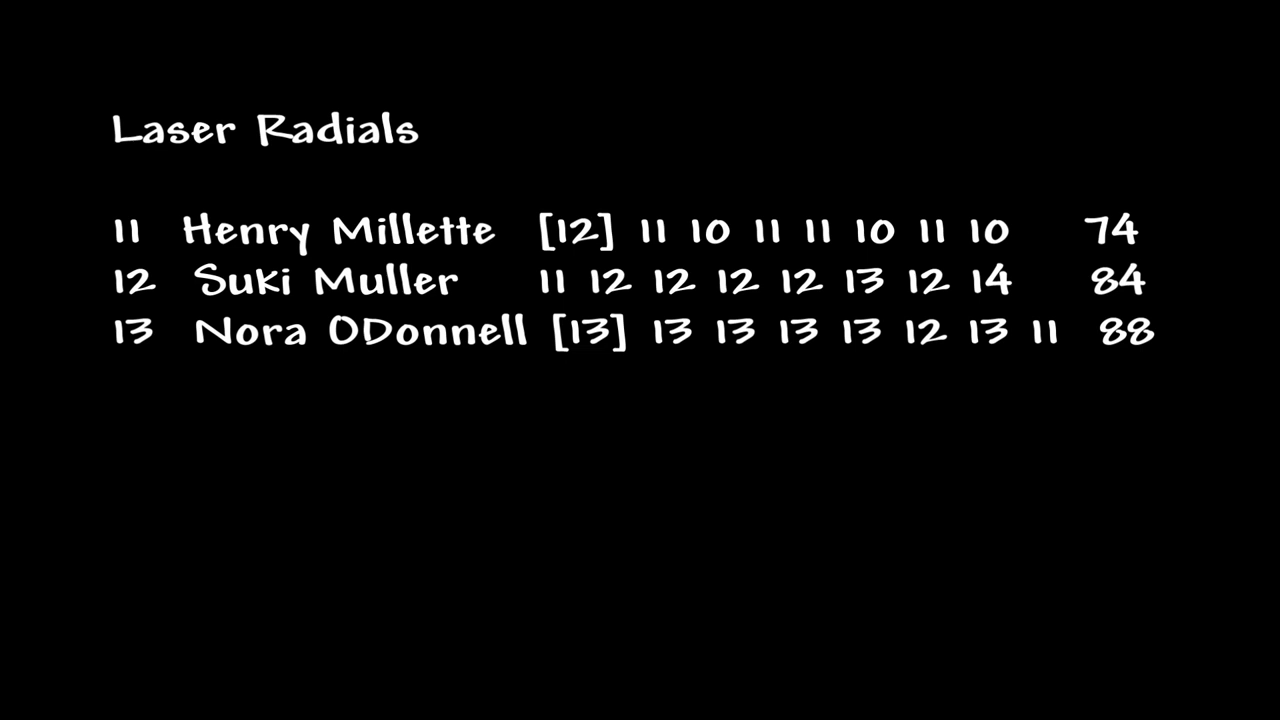 Laser Radials
11 Henry Millette [12] 11 10 11 11 10 11 10 74
12 Suki Muller 11 12 12 12 12 13 12 14 84
13 Nora ODonnell [13] 13 13 13 13 12 13 11 88